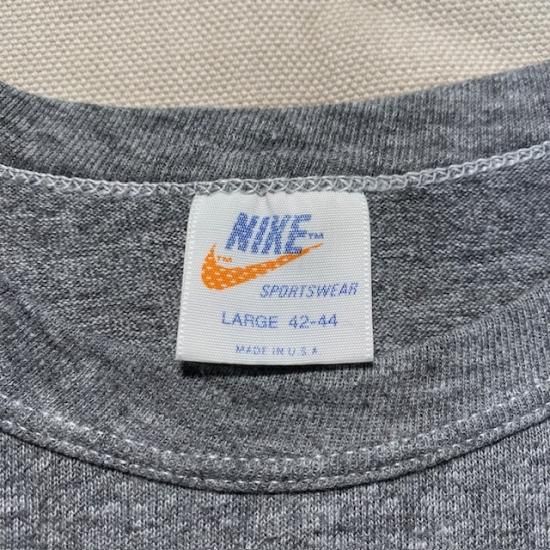 NIKE™
™
SPORTSWEAR
LARGE 42-44
MADE IN U.S.A